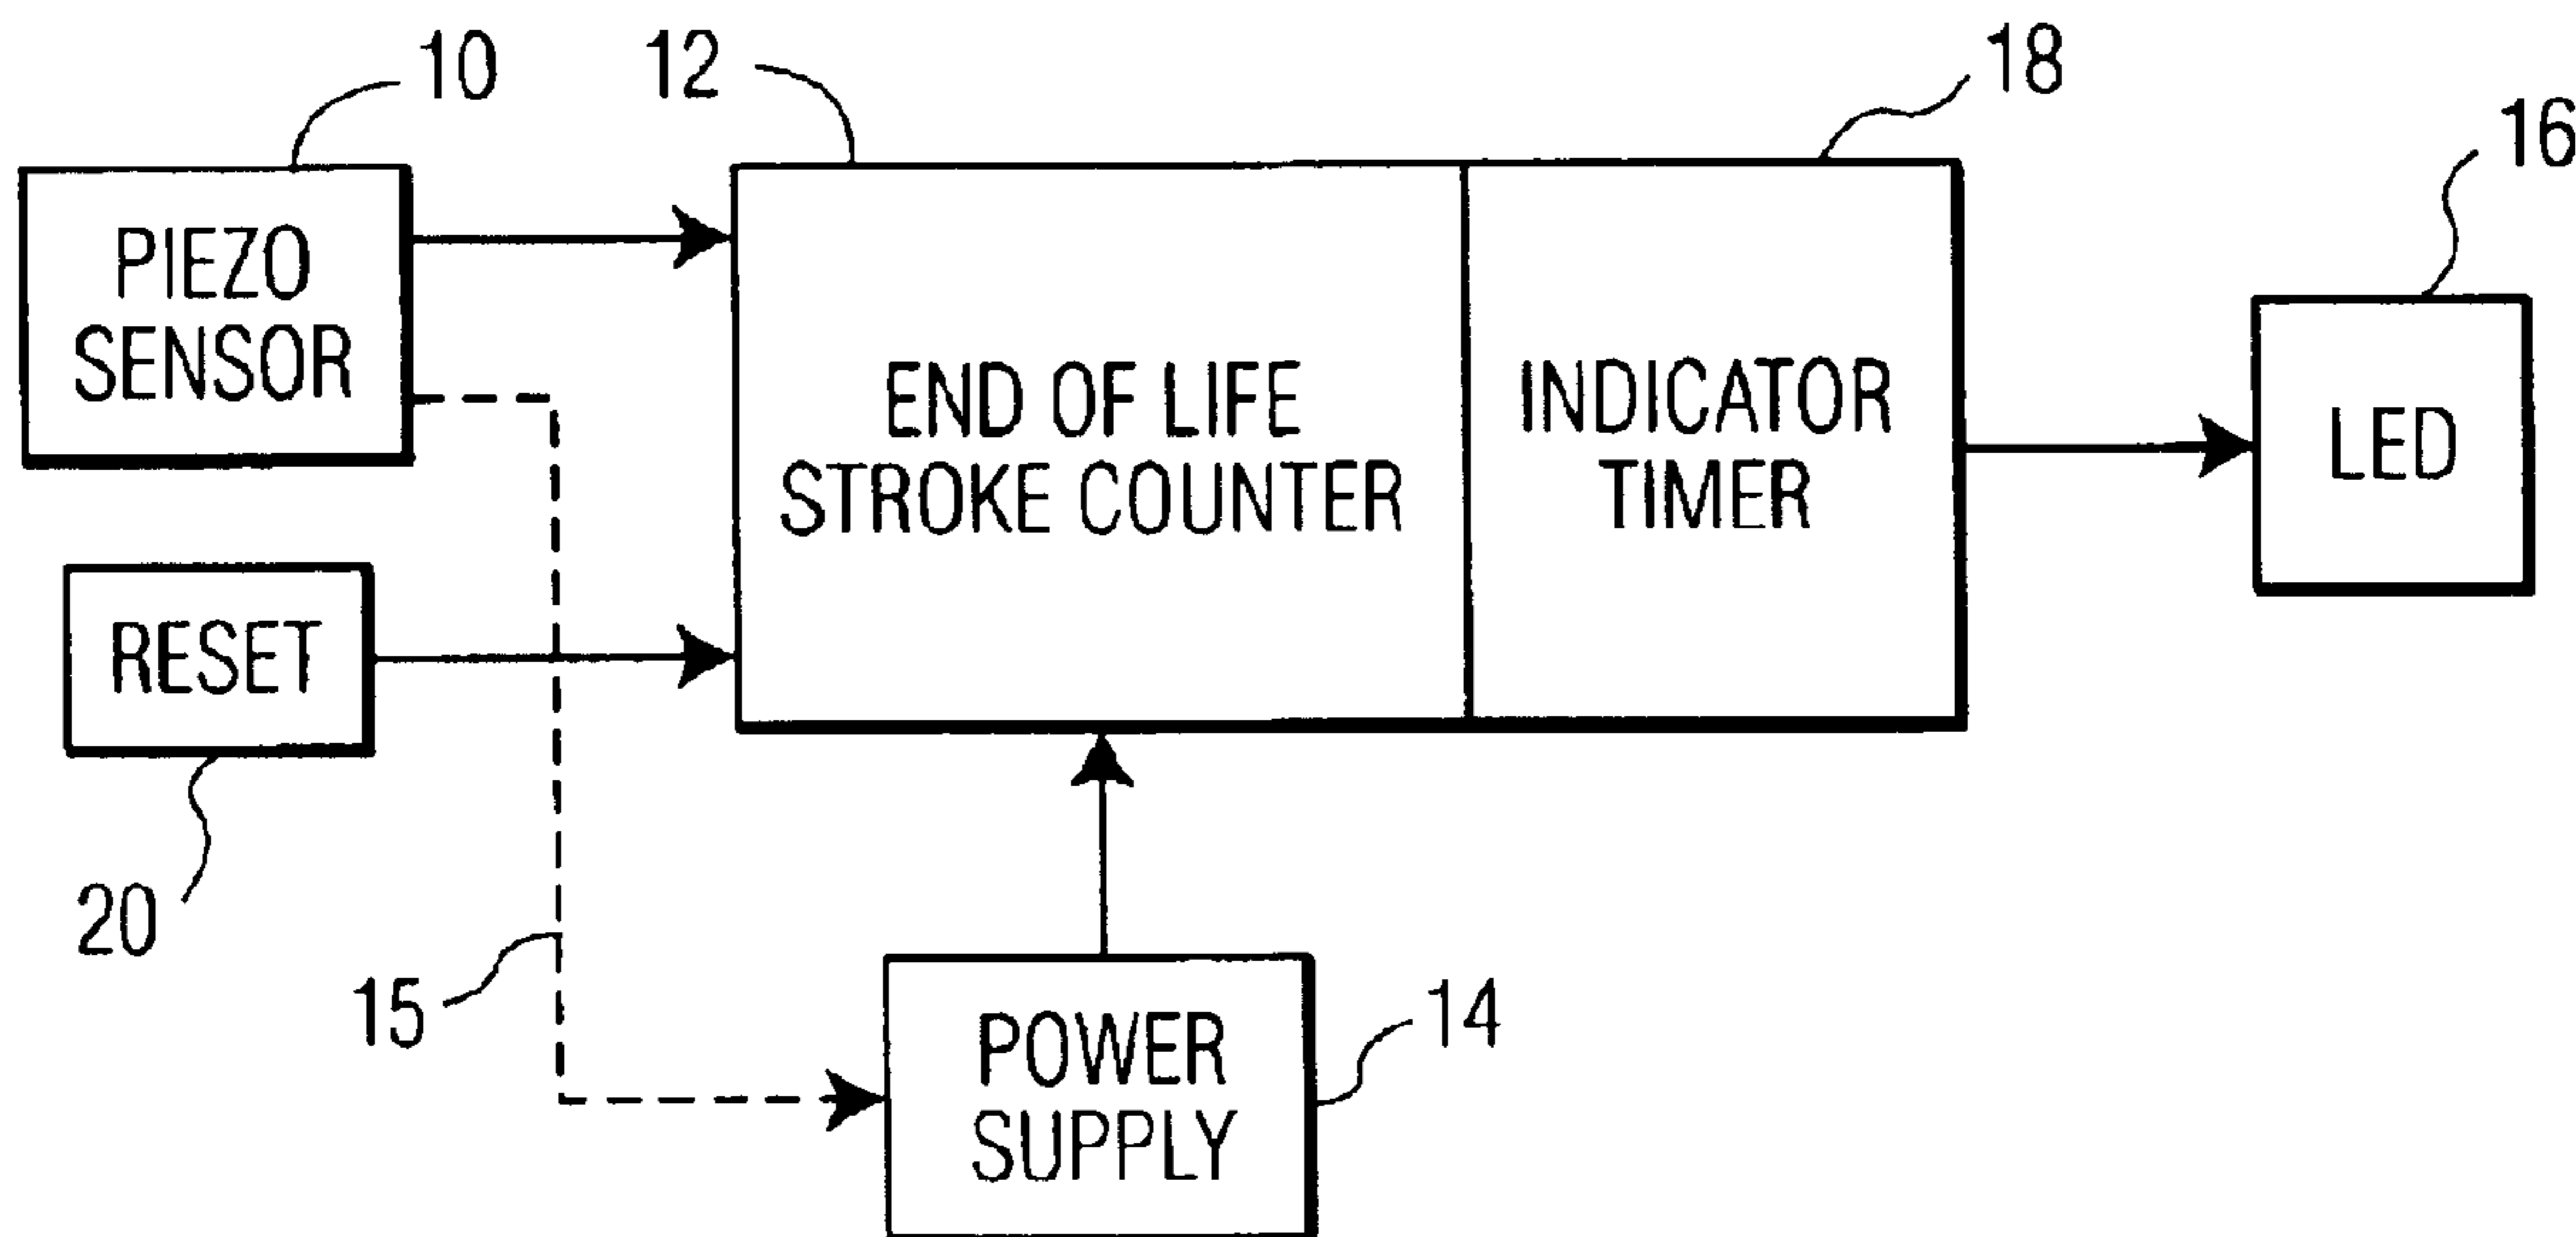 10
12
18
16
PIEZO
SENSOR
END OF LIFE
STROKE COUNTER
INDICATOR
TIMER
LED
RESET
20
15
POWER
SUPPLY
14